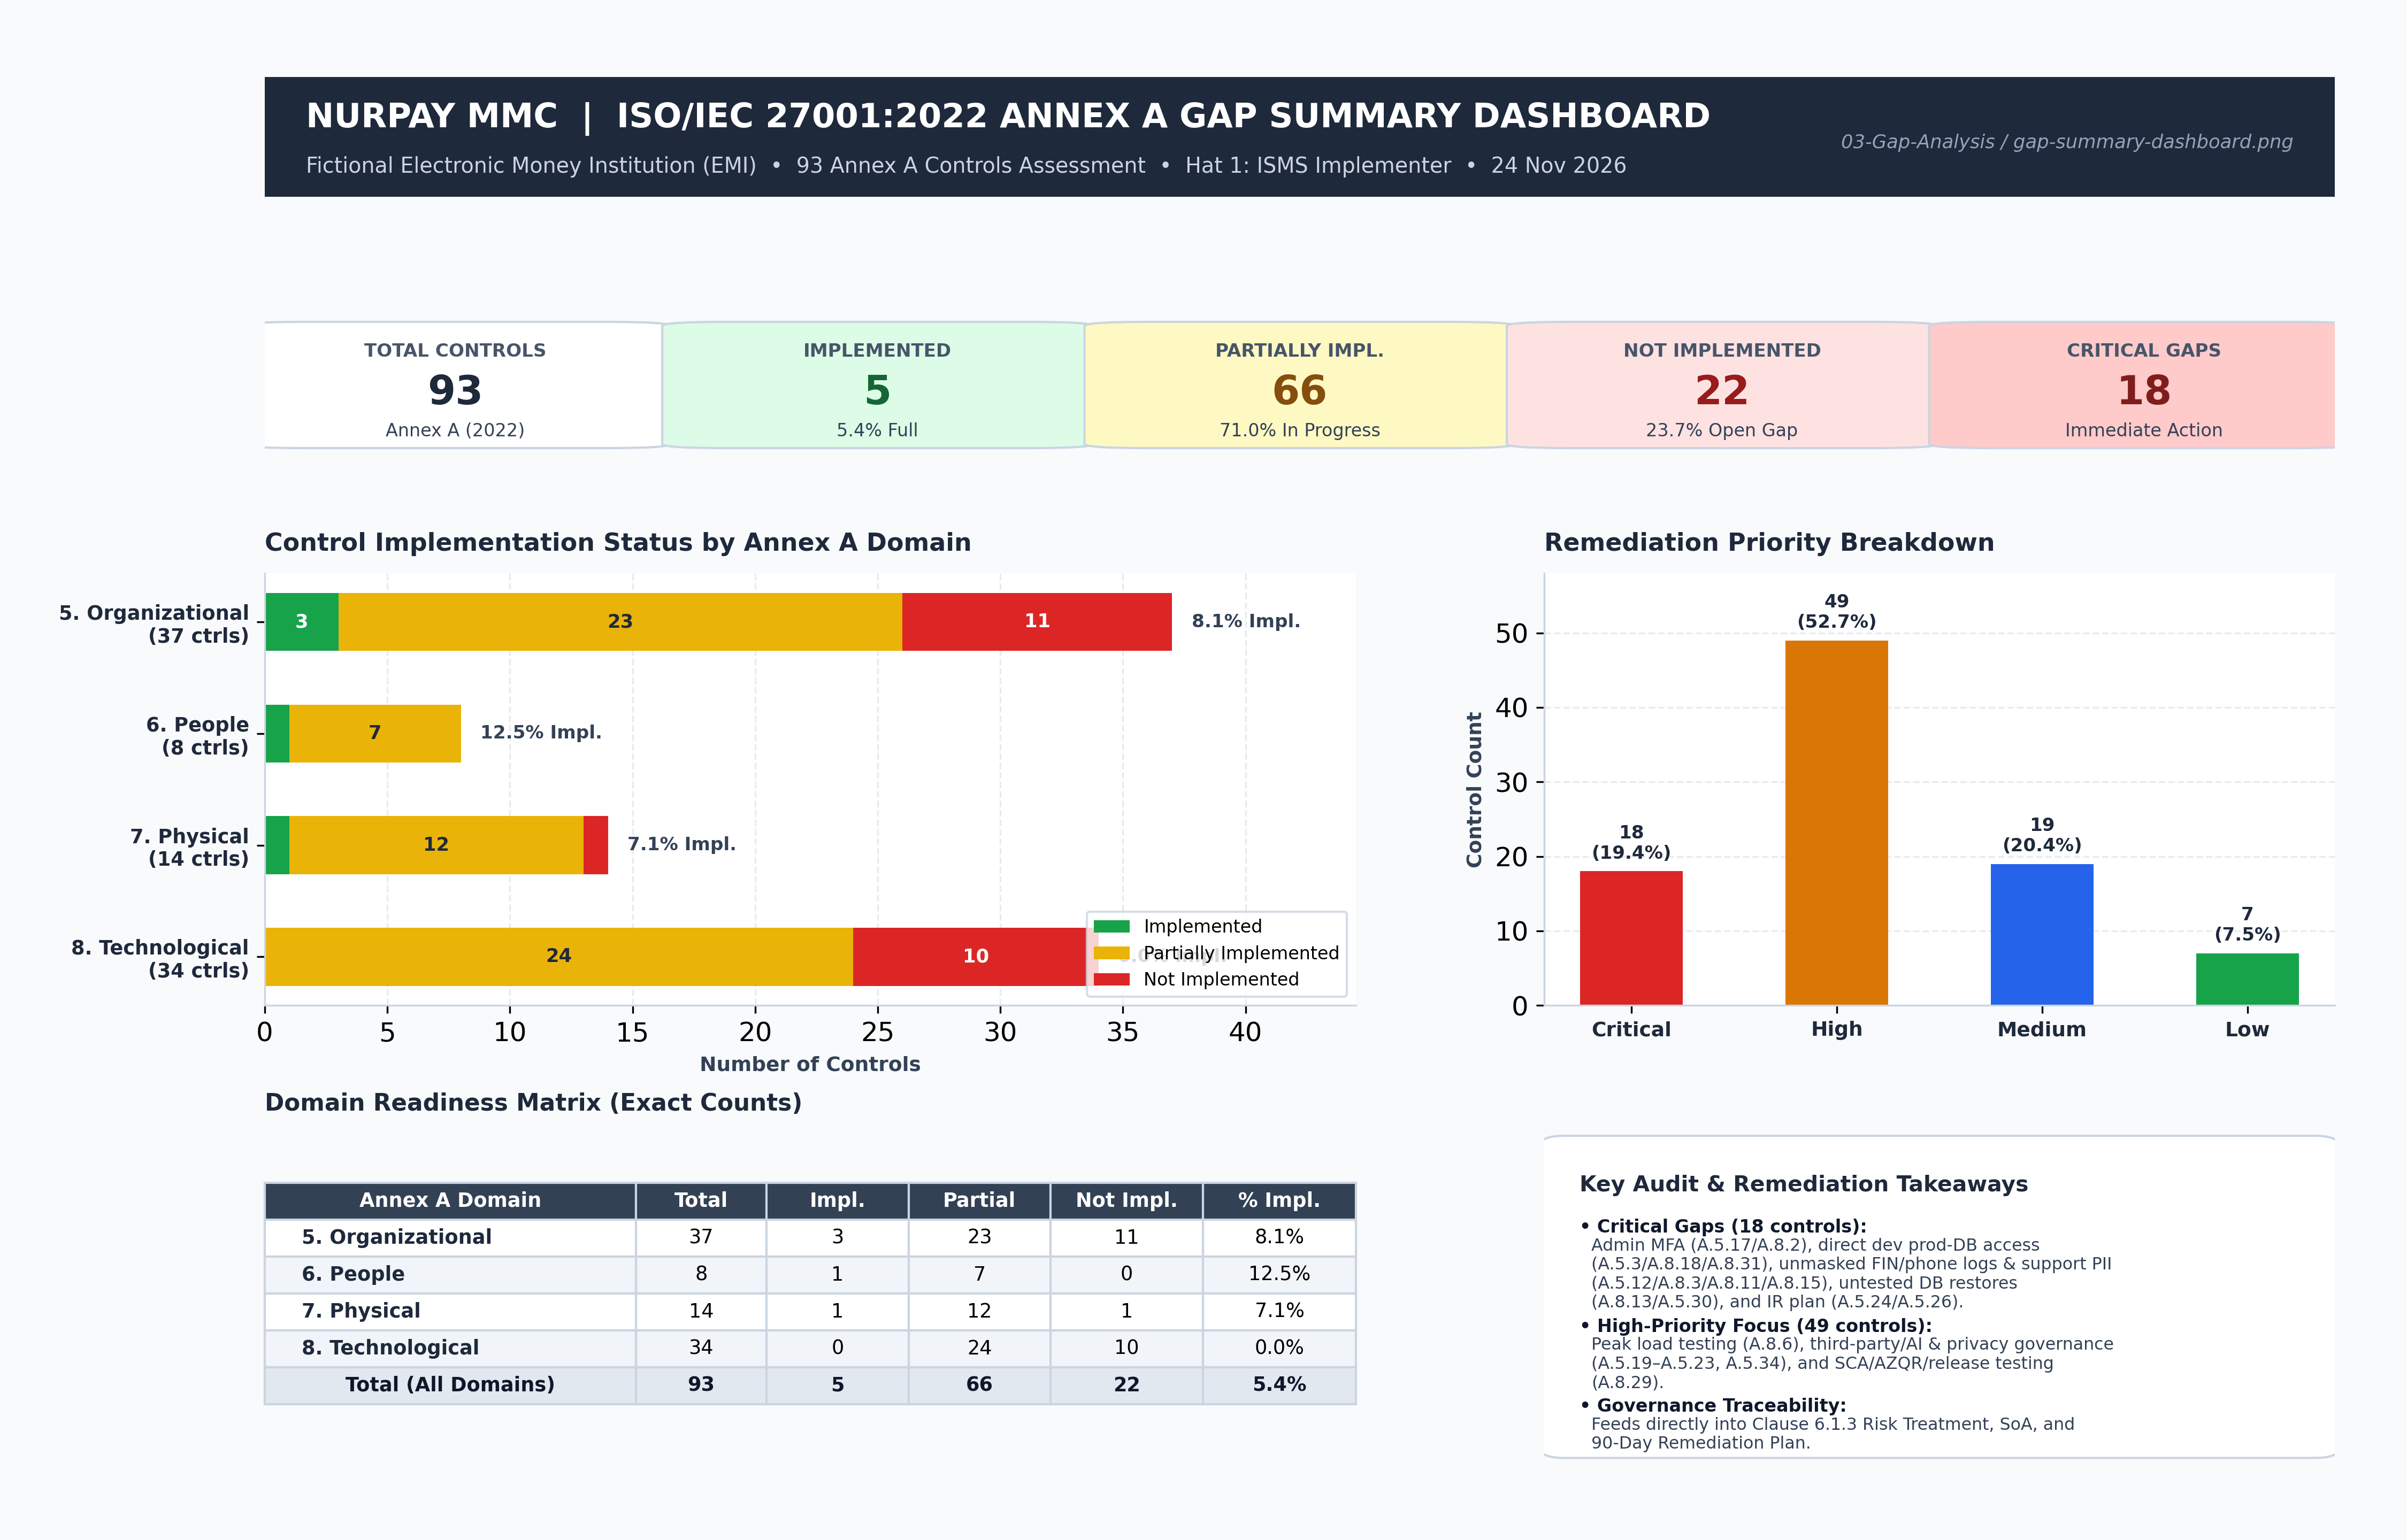 NURPAY MMC | ISO/IEC 27001:2022 ANNEX A GAP SUMMARY DASHBOARD
Fictional Electronic Money Institution (EMI) • 93 Annex A Controls Assessment • Hat 1: ISMS Implementer • 24 Nov 2026
03-Gap-Analysis / gap-summary-dashboard.png
TOTAL CONTROLS
93
Annex A (2022)
IMPLEMENTED
5
5.4% Full
PARTIALLY IMPL.
66
71.0% In Progress
NOT IMPLEMENTED
22
23.7% Open Gap
CRITICAL GAPS
18
Immediate Action
Control Implementation Status by Annex A Domain
5. Organizational
(37 ctrls)
3 23 11 8.1% Impl.
6. People
(8 ctrls)
7 12.5% Impl.
7. Physical
(14 ctrls)
12 7.1% Impl.
8. Technological
(34 ctrls)
24 10
Implemented
Partially Implemented
Not Implemented
0 5 10 15 20 25 30 35 40
Number of Controls
Remediation Priority Breakdown
Control Count
50
40
30
20
10
0
18
(19.4%)
49
(52.7%)
19
(20.4%)
7
(7.5%)
Critical High Medium Low
Domain Readiness Matrix (Exact Counts)
Annex A Domain Total Impl. Partial Not Impl. % Impl.
5. Organizational 37 3 23 11 8.1%
6. People 8 1 7 0 12.5%
7. Physical 14 1 12 1 7.1%
8. Technological 34 0 24 10 0.0%
Total (All Domains) 93 5 66 22 5.4%
Key Audit & Remediation Takeaways
• Critical Gaps (18 controls):
Admin MFA (A.5.17/A.8.2), direct dev prod-DB access
(A.5.3/A.8.18/A.8.31), unmasked FIN/phone logs & support PII
(A.5.12/A.8.3/A.8.11/A.8.15), untested DB restores
(A.8.13/A.5.30), and IR plan (A.5.24/A.5.26).
• High-Priority Focus (49 controls):
Peak load testing (A.8.6), third-party/AI & privacy governance
(A.5.19–A.5.23, A.5.34), and SCA/AZQR/release testing
(A.8.29).
• Governance Traceability:
Feeds directly into Clause 6.1.3 Risk Treatment, SoA, and
90-Day Remediation Plan.